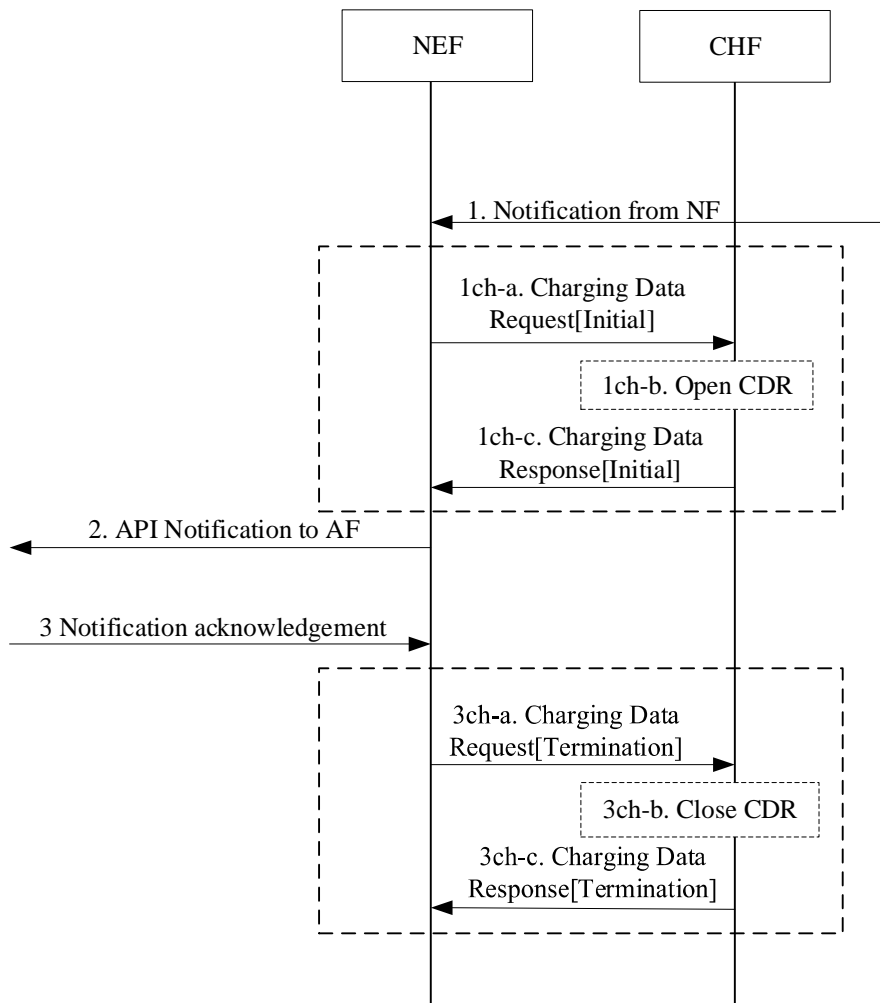 NEF
CHF
1. Notification from NF
1ch-a. Charging Data
Request[Initial]
1ch-b. Open CDR
1ch-c. Charging Data
Response[Initial]
2. API Notification to AF
3 Notification acknowledgement
3ch-a. Charging Data
Request[Termination]
3ch-b. Close CDR
3ch-c. Charging Data
Response[Termination]